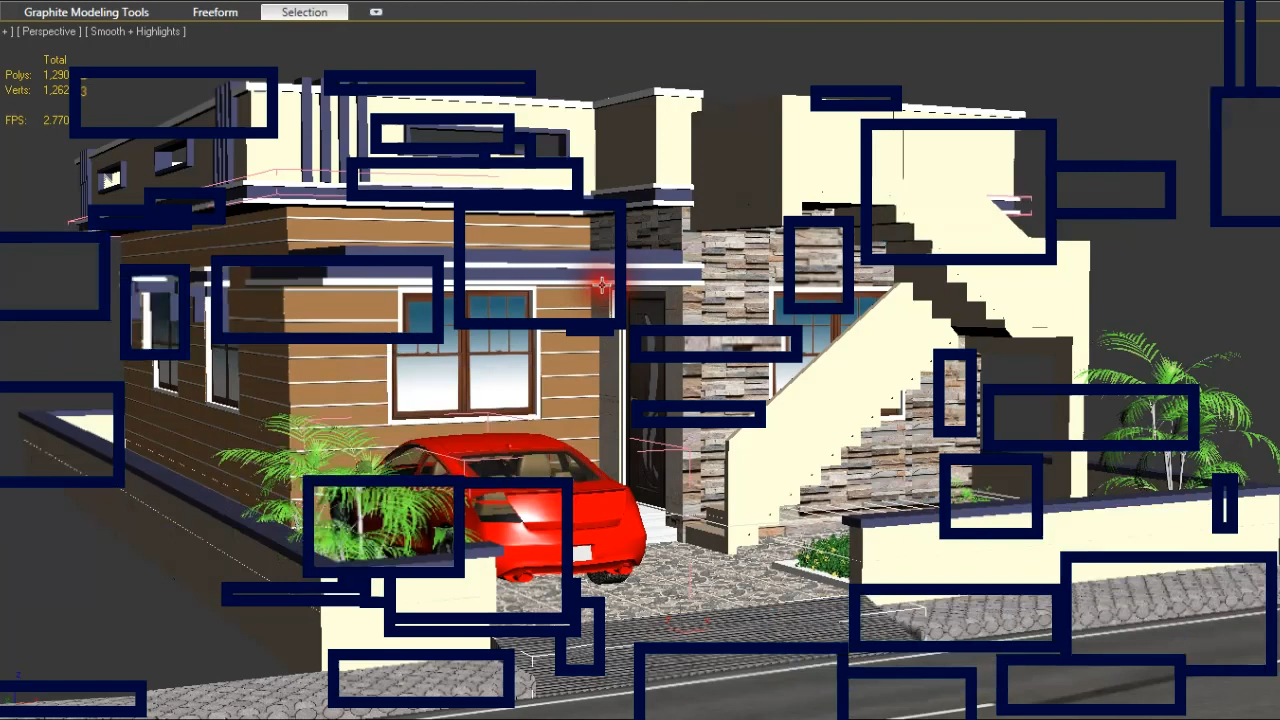 Graphite Modeling Tools Freeform Selection
+ ] [ Perspective ] [ Smooth + Highlights ]
Total
Polys: 1,290
Verts: 1,262
FPS: 2.770